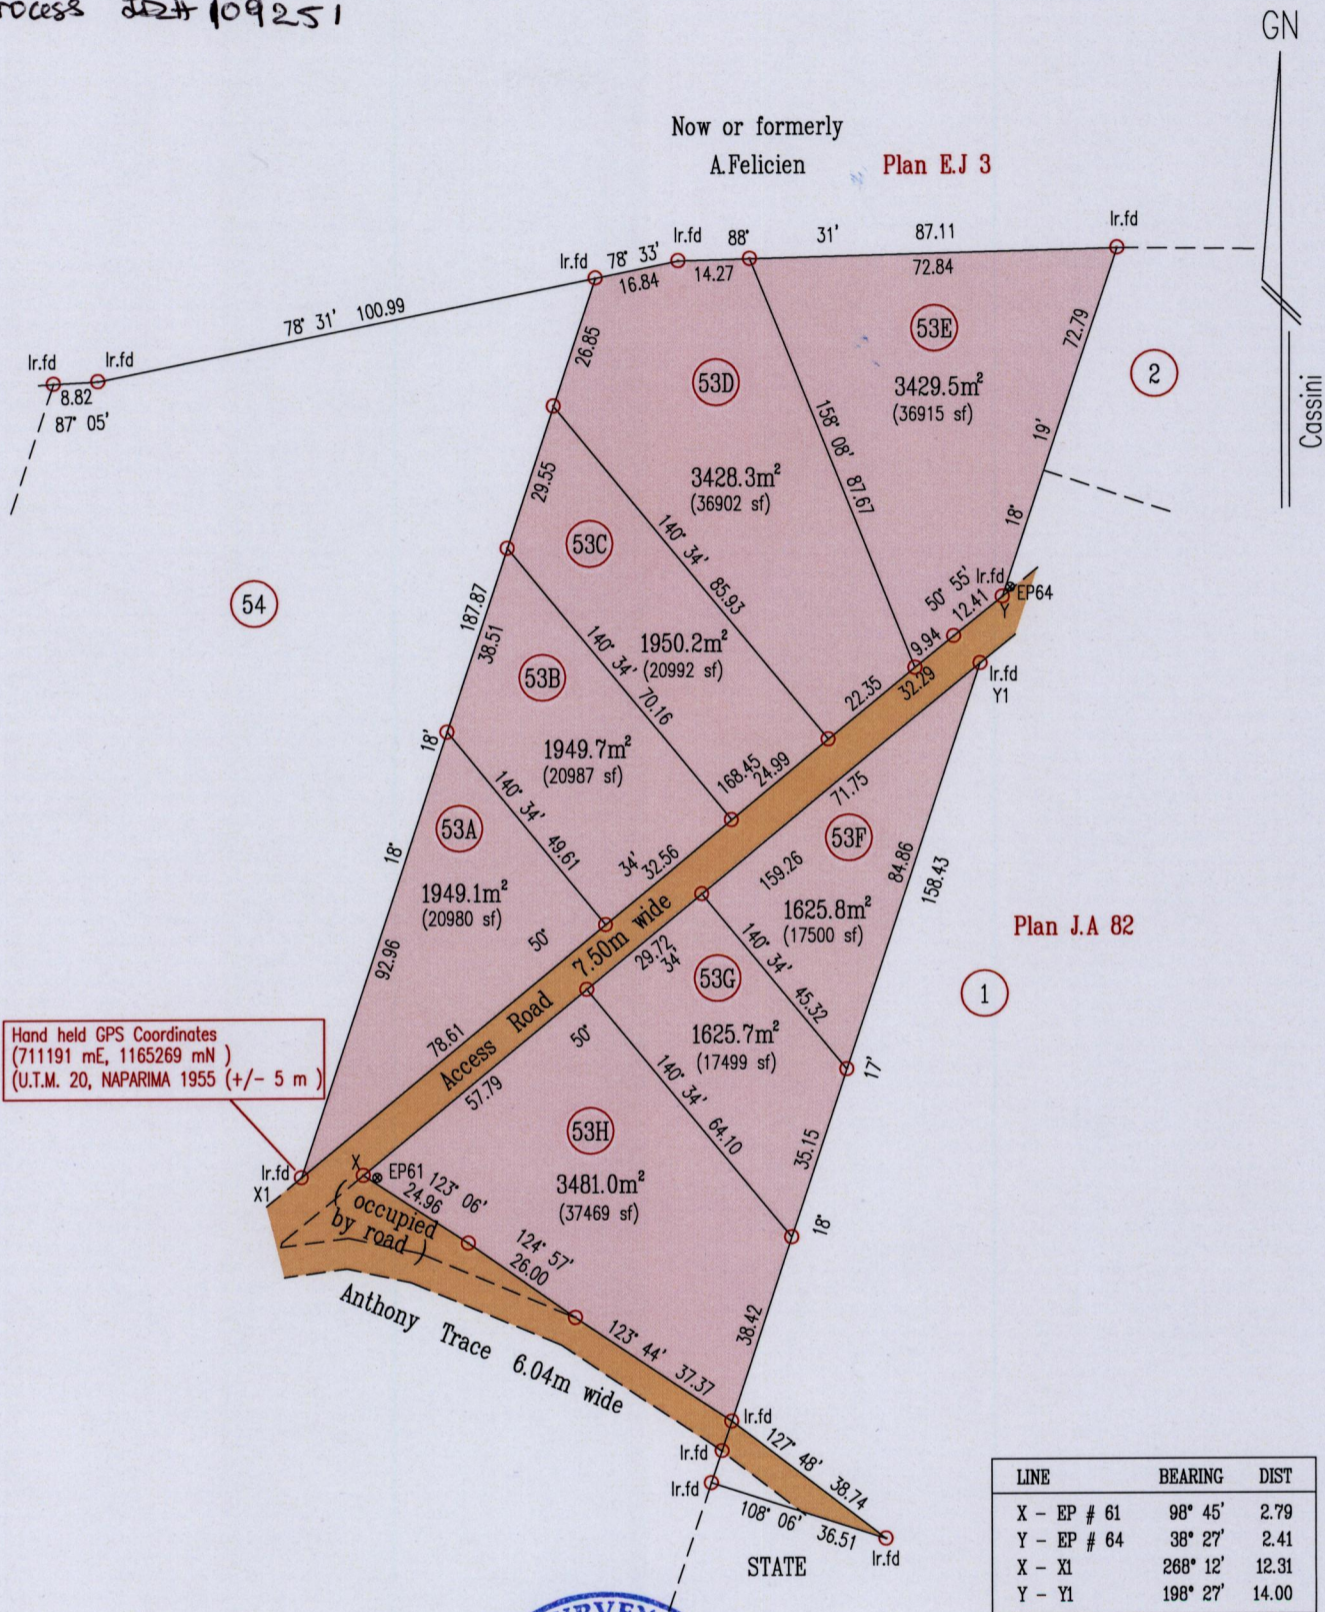 109251
GN
Now or formerly
A.Felicien Plan E.J 3
Ir.fd 78° 33' Ir.fd 88° 31' 87.11 Ir.fd
16.84 14.27 72.84
78° 31' 100.99
Ir.fd Ir.fd
8.82
87° 05'
26.85
53D
53E
3429.5m²
(36915 sf)
72.79
2
Cassini
19'
18°
158° 08' 87.67
3428.3m²
(36902 sf)
29.55
53C
140° 34' 85.93
54
187.87
38.51
1950.2m²
(20992 sf)
50° 55' Ir.fd
12.41 EP64
Y
9.94
32.29
22.35
Ir.fd
Y1
53B
140° 34' 70.16
1949.7m²
(20987 sf)
18'
168.45
24.99
71.75
53A
140° 34' 49.61
34' 32.56
53F
159.26
84.86
158.43
18°
1949.1m²
(20980 sf)
1625.8m²
(17500 sf)
Plan J.A 82
92.96
50°
29.72
34'
140° 34' 45.32
53G
1
1625.7m²
(17499 sf)
Hand held GPS Coordinates
(711191 mE, 1165269 mN )
(U.T.M. 20, NAPARIMA 1955 (+/- 5 m )
78.61
Access Road 7.50m wide
57.79
50°
140° 34' 64.10
17'
53H
35.15
3481.0m²
(37469 sf)
Ir.fd
X1
X
EP61 123° 06'
24.96
( occupied
by road )
124° 57'
26.00
18°
38.42
Anthony Trace 6.04m wide
123° 44' 37.37
Ir.fd
Ir.fd
Ir.fd
127° 48' 38.74
108° 06' 36.51
Ir.fd
STATE
LINE BEARING DIST
X - EP # 61 98° 45' 2.79
Y - EP # 64 38° 27' 2.41
X - X1 268° 12' 12.31
Y - Y1 198° 27' 14.00